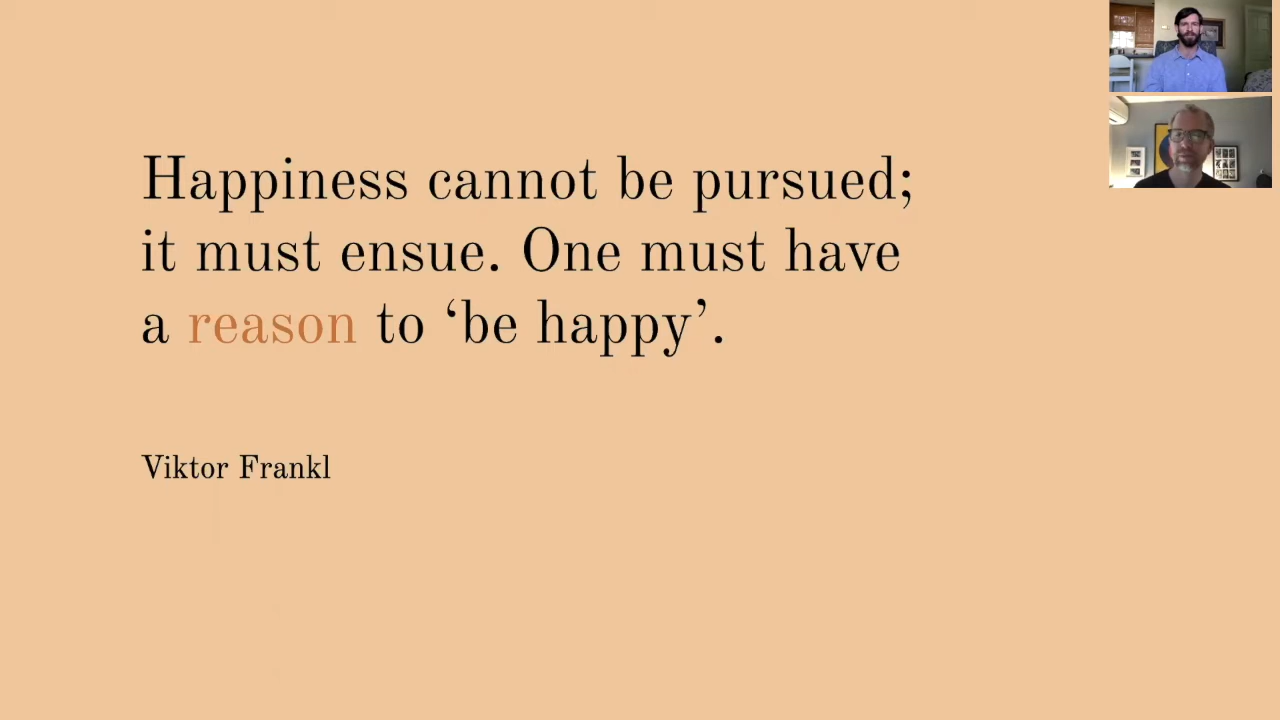 Happiness cannot be pursued;
it must ensue. One must have
a reason to ‘be happy’.
Viktor Frankl